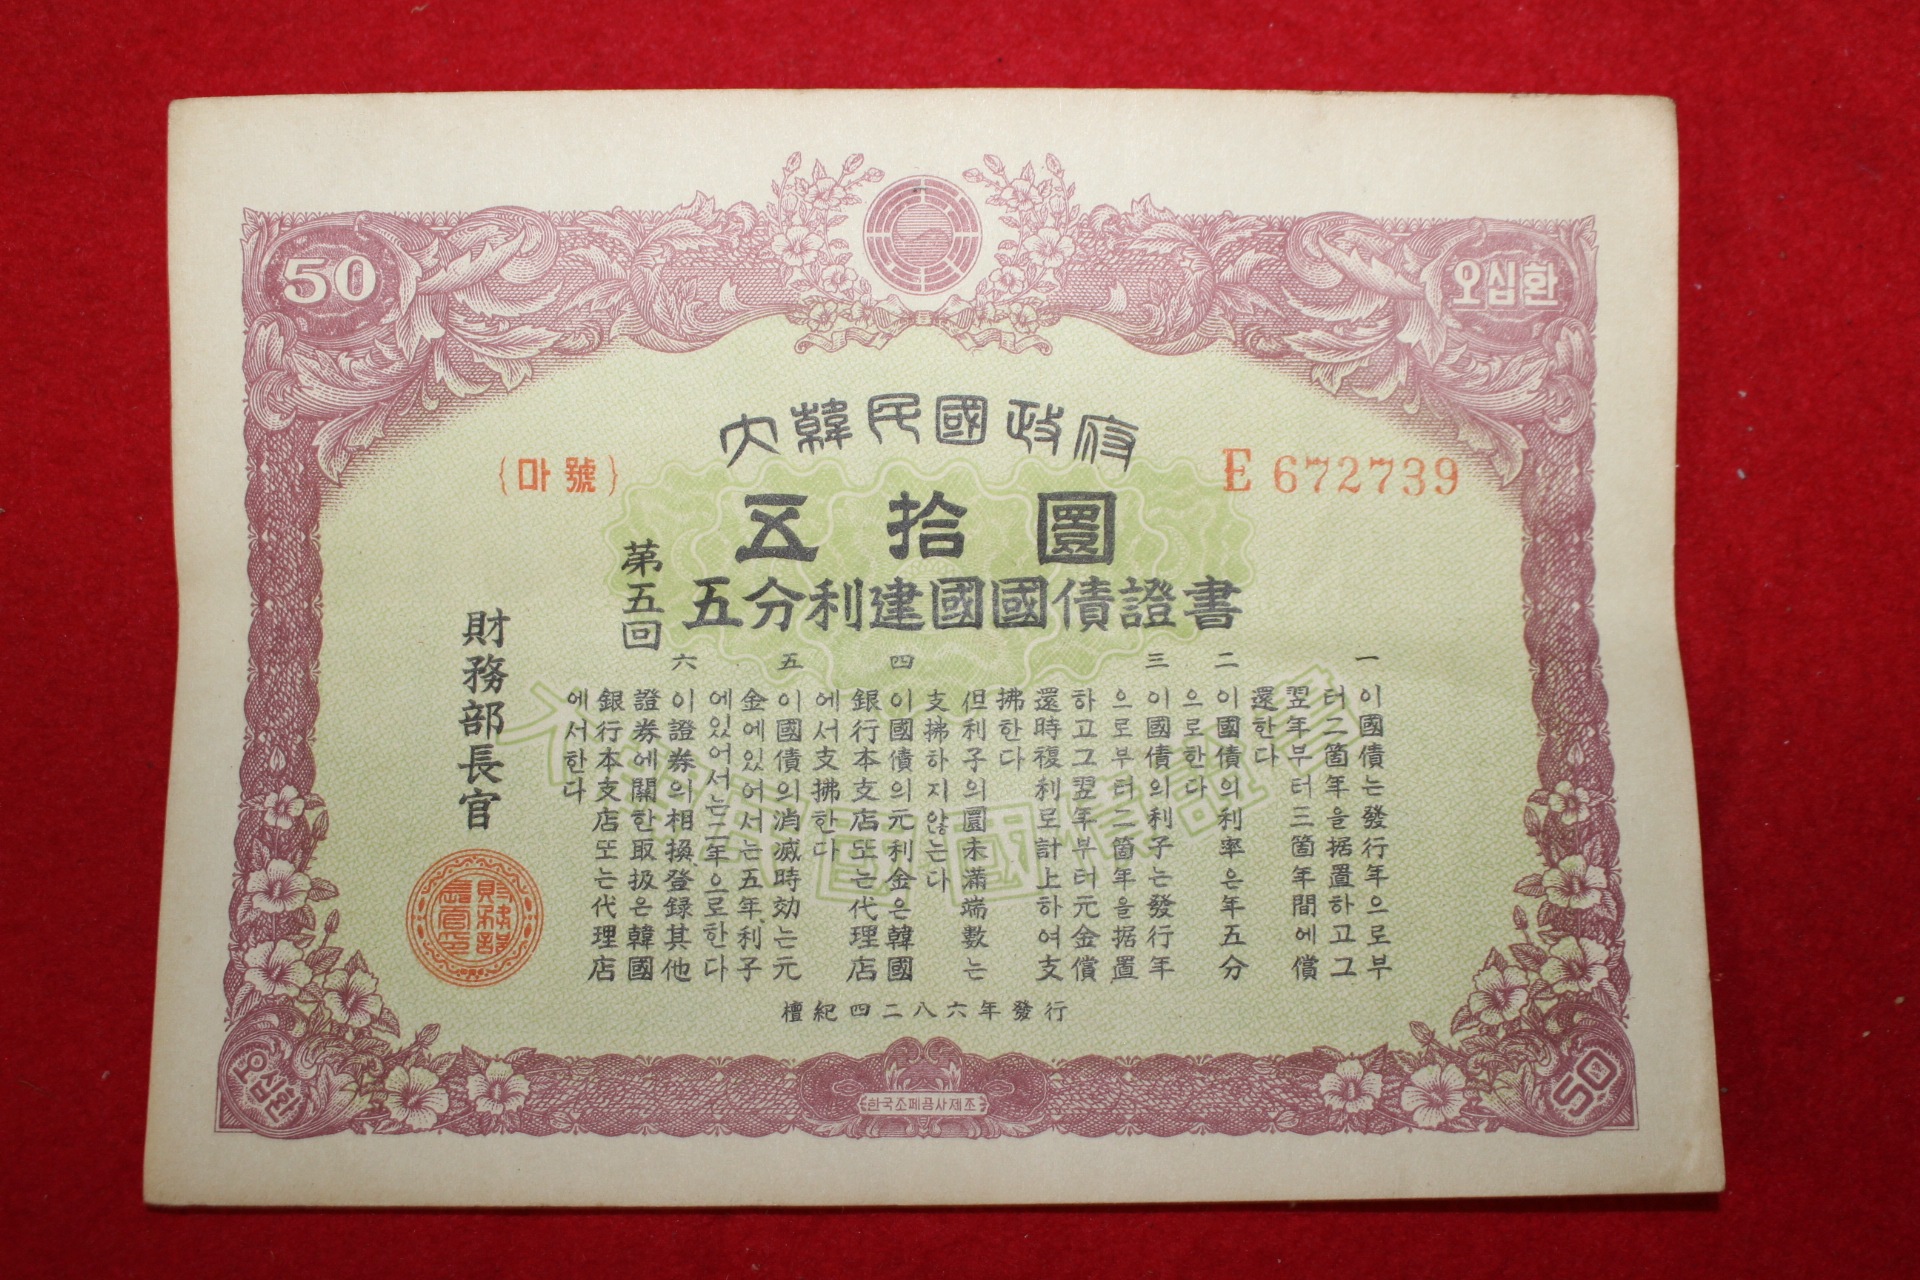 50
오십환
大韓民國政府
{마號}
E 672739
五拾圜
五分利建國國債證書
第五回
一 이國債는發行年으로부
터二箇年을据置하고그
翌年부터三箇年間에償
還한다
二 이國債의利率은年五分
으로한다
三 이國債의利子는發行年
으로부터二箇年을据置
하고그翌年부터元金償
還時複利로計上하여支
拂한다
但利子의圜未滿端數는
支拂하지않는다
四 이國債의元利金은韓國
銀行本支店또는代理店
에서支拂한다
五 이國債의消滅時効는元
金에있어서는五年、利子
에있어서는二年으로한다
六 이證券의相換、登録其他
證券에關한取扱은韓國
銀行本支店또는代理店
에서한다
財務部長官
財務部長官印
檀紀四二八六年發行
오십환
한국조폐공사제조
50